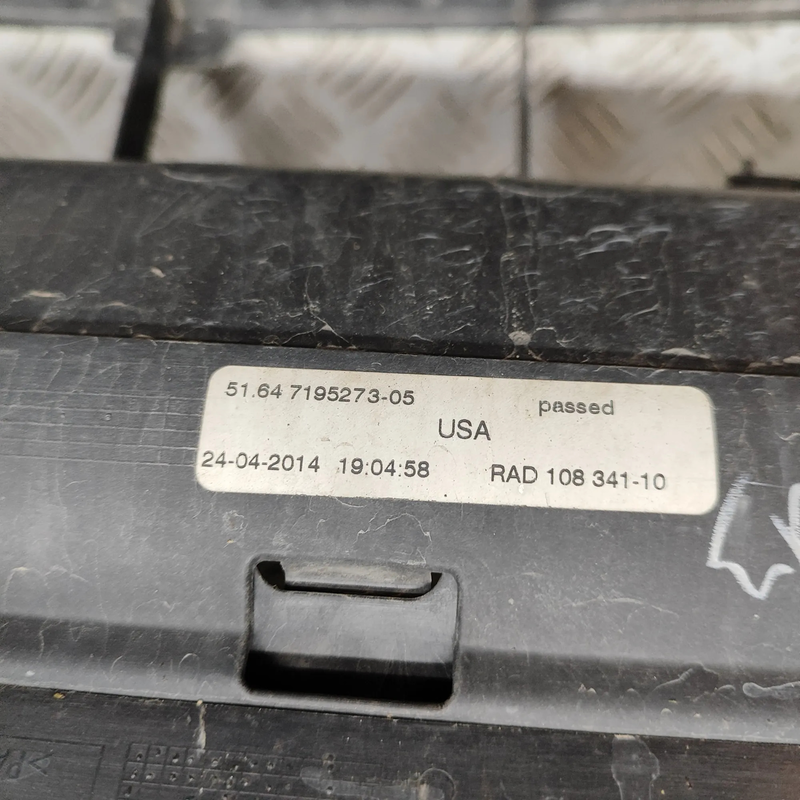 51.64 7195273-05 passed
USA
24-04-2014 19:04:58 RAD 108 341-10